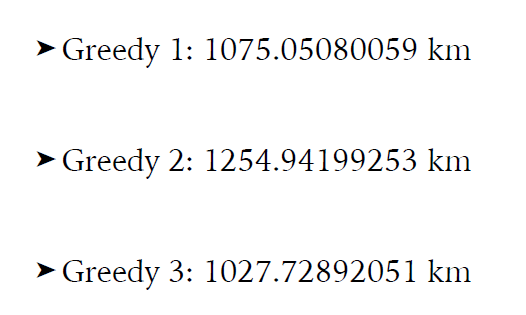 ➤ Greedy 1: 1075.05080059 km
➤ Greedy 2: 1254.94199253 km
➤ Greedy 3: 1027.72892051 km